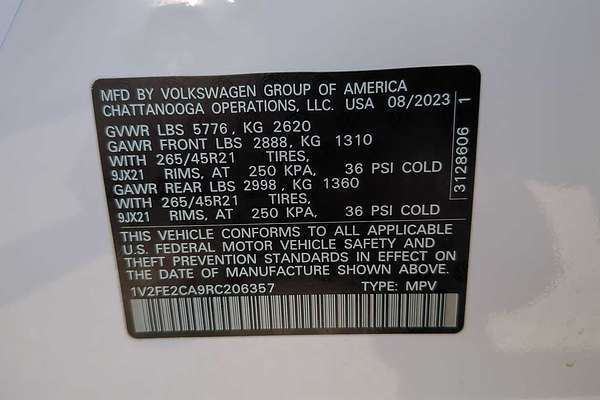 MFD BY VOLKSWAGEN GROUP OF AMERICA
CHATTANOOGA OPERATIONS, LLC. USA 08/2023
GVWR LBS 5776 , KG 2620
GAWR FRONT LBS 2888 , KG 1310
WITH 265/45R21 TIRES,
9JX21 RIMS, AT 250 KPA, 36 PSI COLD
GAWR REAR LBS 2998 , KG 1360
WITH 265/45R21 TIRES,
9JX21 RIMS, AT 250 KPA, 36 PSI COLD
THIS VEHICLE CONFORMS TO ALL APPLICABLE
U.S. FEDERAL MOTOR VEHICLE SAFETY AND
THEFT PREVENTION STANDARDS IN EFFECT ON
THE DATE OF MANUFACTURE SHOWN ABOVE.
1V2FE2CA9RC206357 TYPE: MPV
3128606 1